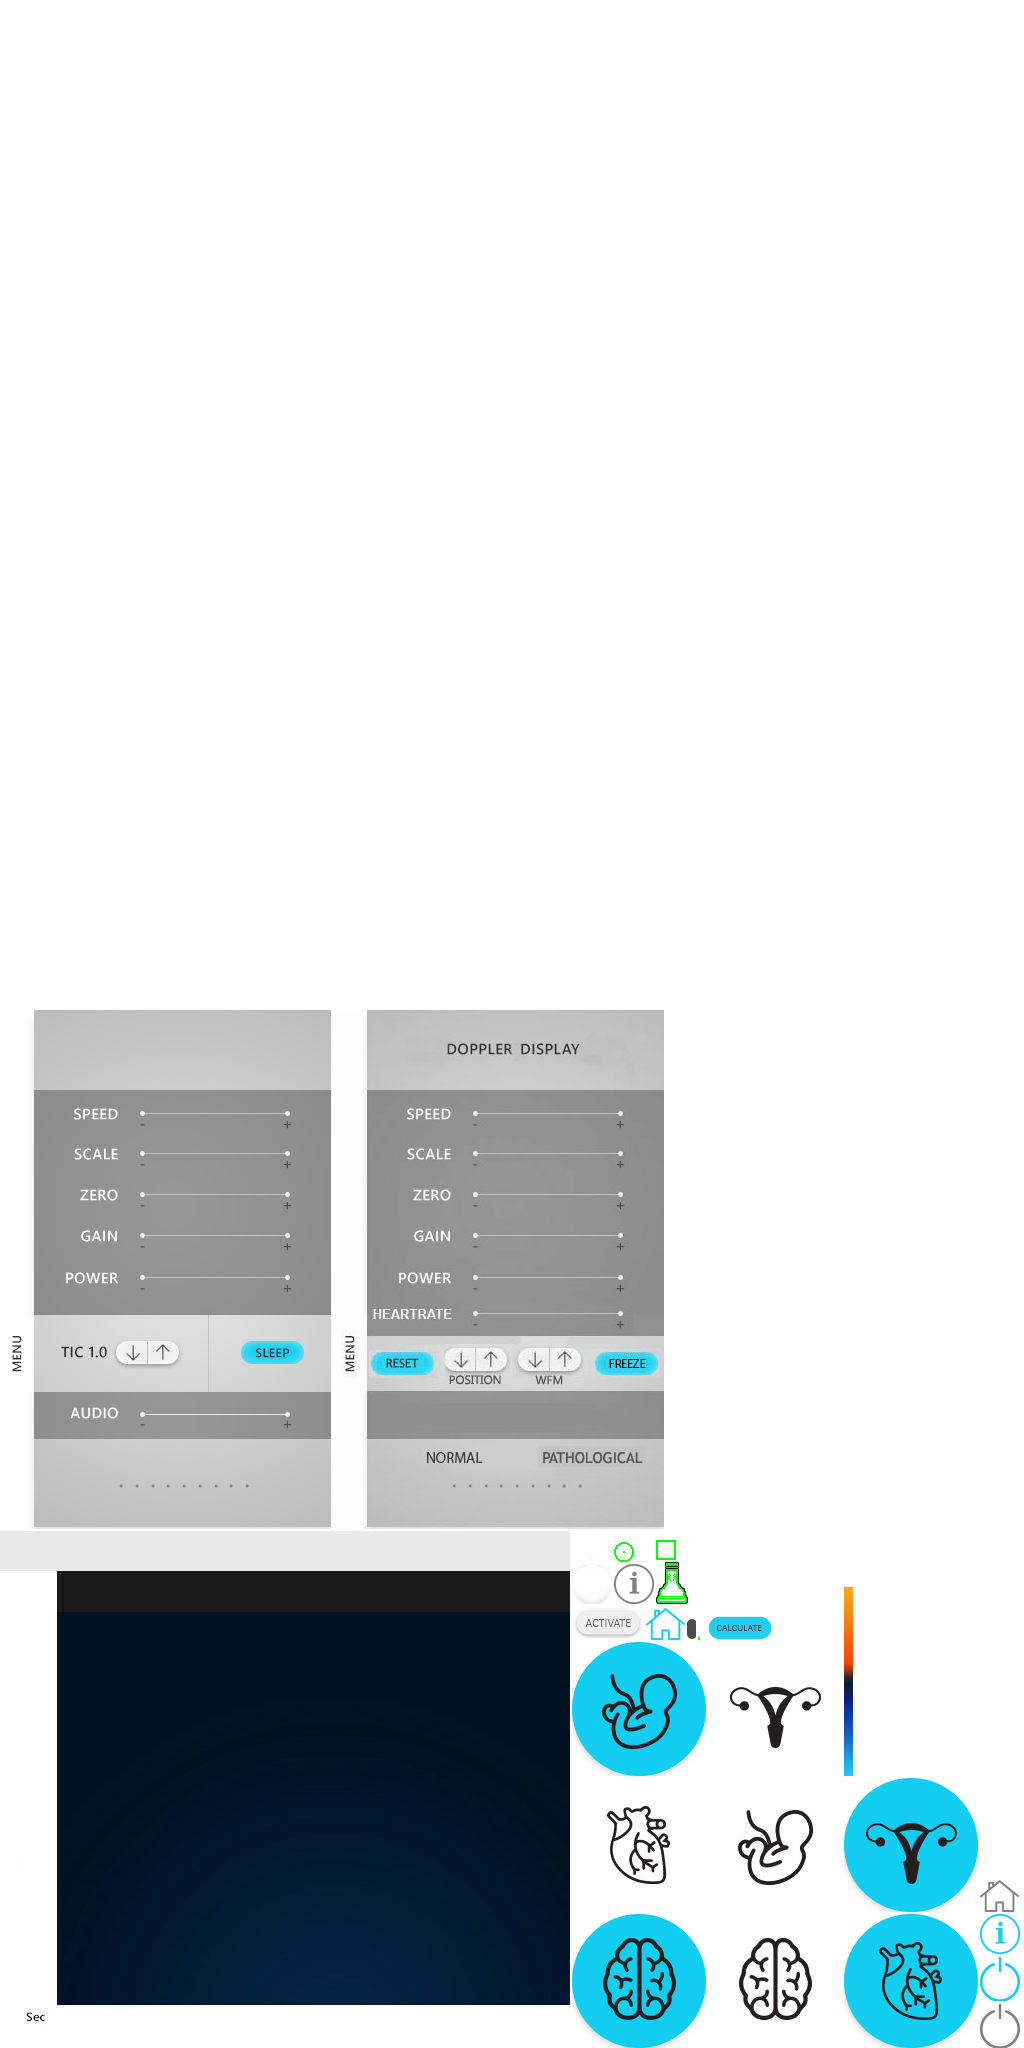 SPEED
-
+
SCALE
-
+
ZERO
-
+
GAIN
-
+
POWER
-
+
MENU
TIC 1.0
SLEEP
AUDIO
-
+
DOPPLER DISPLAY
SPEED
-
+
SCALE
-
+
ZERO
-
+
GAIN
-
+
POWER
-
+
HEARTRATE
-
+
MENU
RESET
POSITION
WFM
FREEZE
NORMAL
PATHOLOGICAL
i
ACTIVATE
CALCULATE
i
Sec